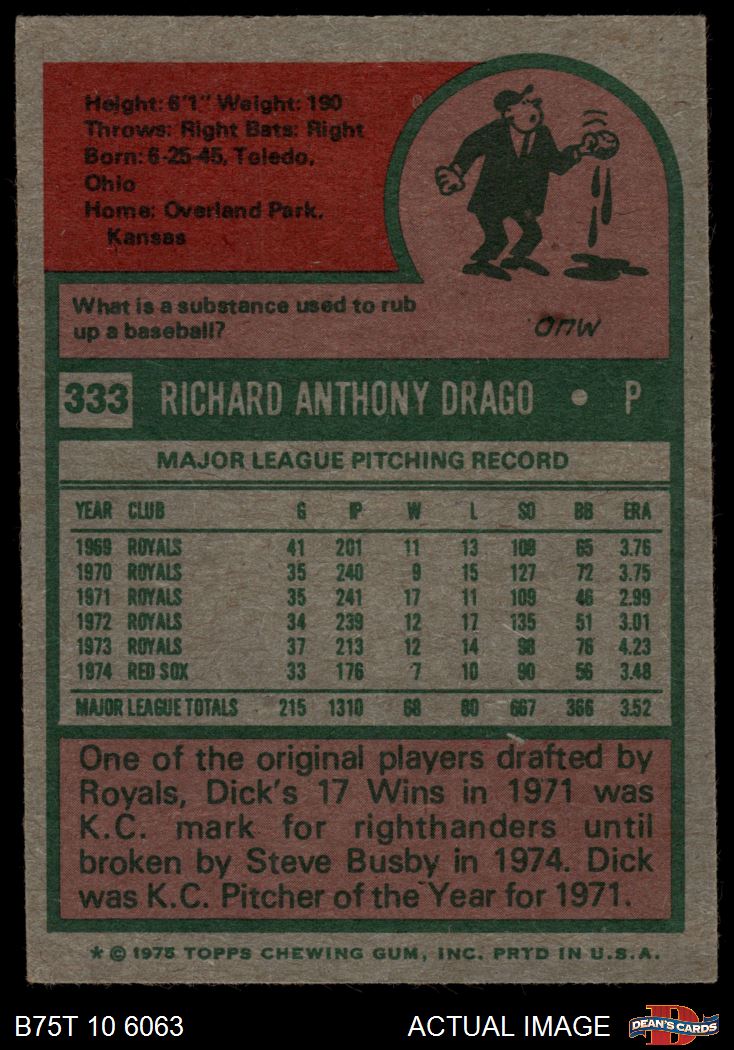 Height: 6'1" Weight: 190
Throws: Right Bats: Right
Born: 6-25-45, Toledo,
Ohio
Home: Overland Park,
Kansas
What is a substance used to rub
up a baseball?
MUD
333 RICHARD ANTHONY DRAGO • P
MAJOR LEAGUE PITCHING RECORD
YEAR CLUB G IP W L SO BB ERA
1969 ROYALS 41 201 11 13 108 65 3.76
1970 ROYALS 35 240 9 15 127 72 3.75
1971 ROYALS 35 241 17 11 109 46 2.99
1972 ROYALS 34 239 12 17 135 51 3.01
1973 ROYALS 37 213 12 14 98 76 4.23
1974 RED SOX 33 176 7 10 90 56 3.48
MAJOR LEAGUE TOTALS 215 1310 68 80 667 366 3.52
One of the original players drafted by
Royals, Dick's 17 Wins in 1971 was
K.C. mark for righthanders until
broken by Steve Busby in 1974. Dick
was K.C. Pitcher of the Year for 1971.
* © 1975 TOPPS CHEWING GUM, INC. PRTD IN U.S.A.
B75T 10 6063 ACTUAL IMAGE DEAN'S CARDS